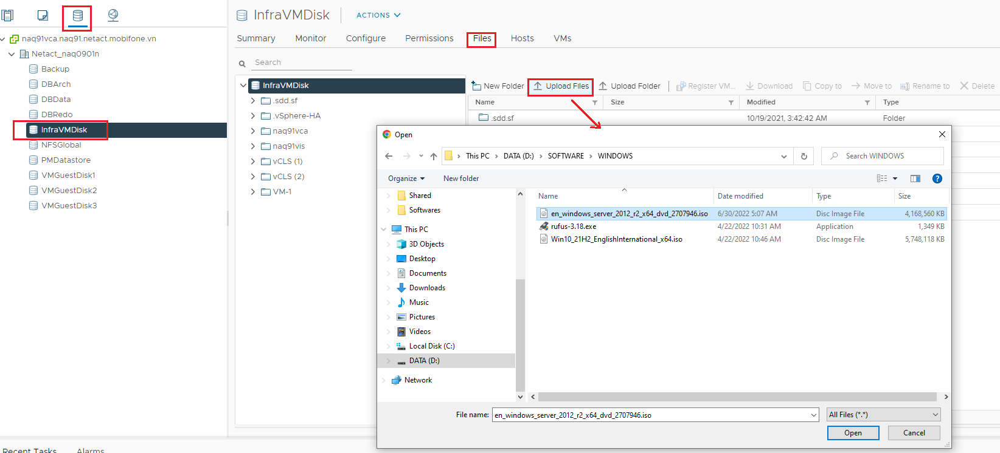 InfraVMDisk ACTIONS
naq91vca.naq91.netact.mobifone.vn
Netact_naq0901n
Backup
DBArch
DBData
DBRedo
InfraVMDisk
NFSGlobal
PMDatastore
VMGuestDisk1
VMGuestDisk2
VMGuestDisk3
Summary Monitor Configure Permissions Files Hosts VMs
Search
InfraVMDisk
.sdd.sf
.vSphere-HA
naq91vca
naq91vis
vCLS (1)
vCLS (2)
VM-1
New Folder Upload Files Upload Folder Register VM... Download Copy to Move to Rename to Delete
Name Size Modified Type
.sdd.sf 10/19/2021, 3:42:42 AM Folder
Open
This PC DATA (D:) SOFTWARE WINDOWS Search WINDOWS
Organize New folder
Shared
Softwares
This PC
3D Objects
Desktop
Documents
Downloads
Music
Pictures
Videos
Local Disk (C:)
DATA (D:)
Network
Name Date modified Type Size
en_windows_server_2012_r2_x64_dvd_2707946.iso 6/30/2022 5:07 AM Disc Image File 4,168,560 KB
rufus-3.18.exe 4/22/2022 10:31 AM Application 1,349 KB
Win10_21H2_EnglishInternational_x64.iso 4/22/2022 10:46 AM Disc Image File 5,748,118 KB
File name: en_windows_server_2012_r2_x64_dvd_2707946.iso All Files (*.*)
Open Cancel
Recent Tasks Alarms